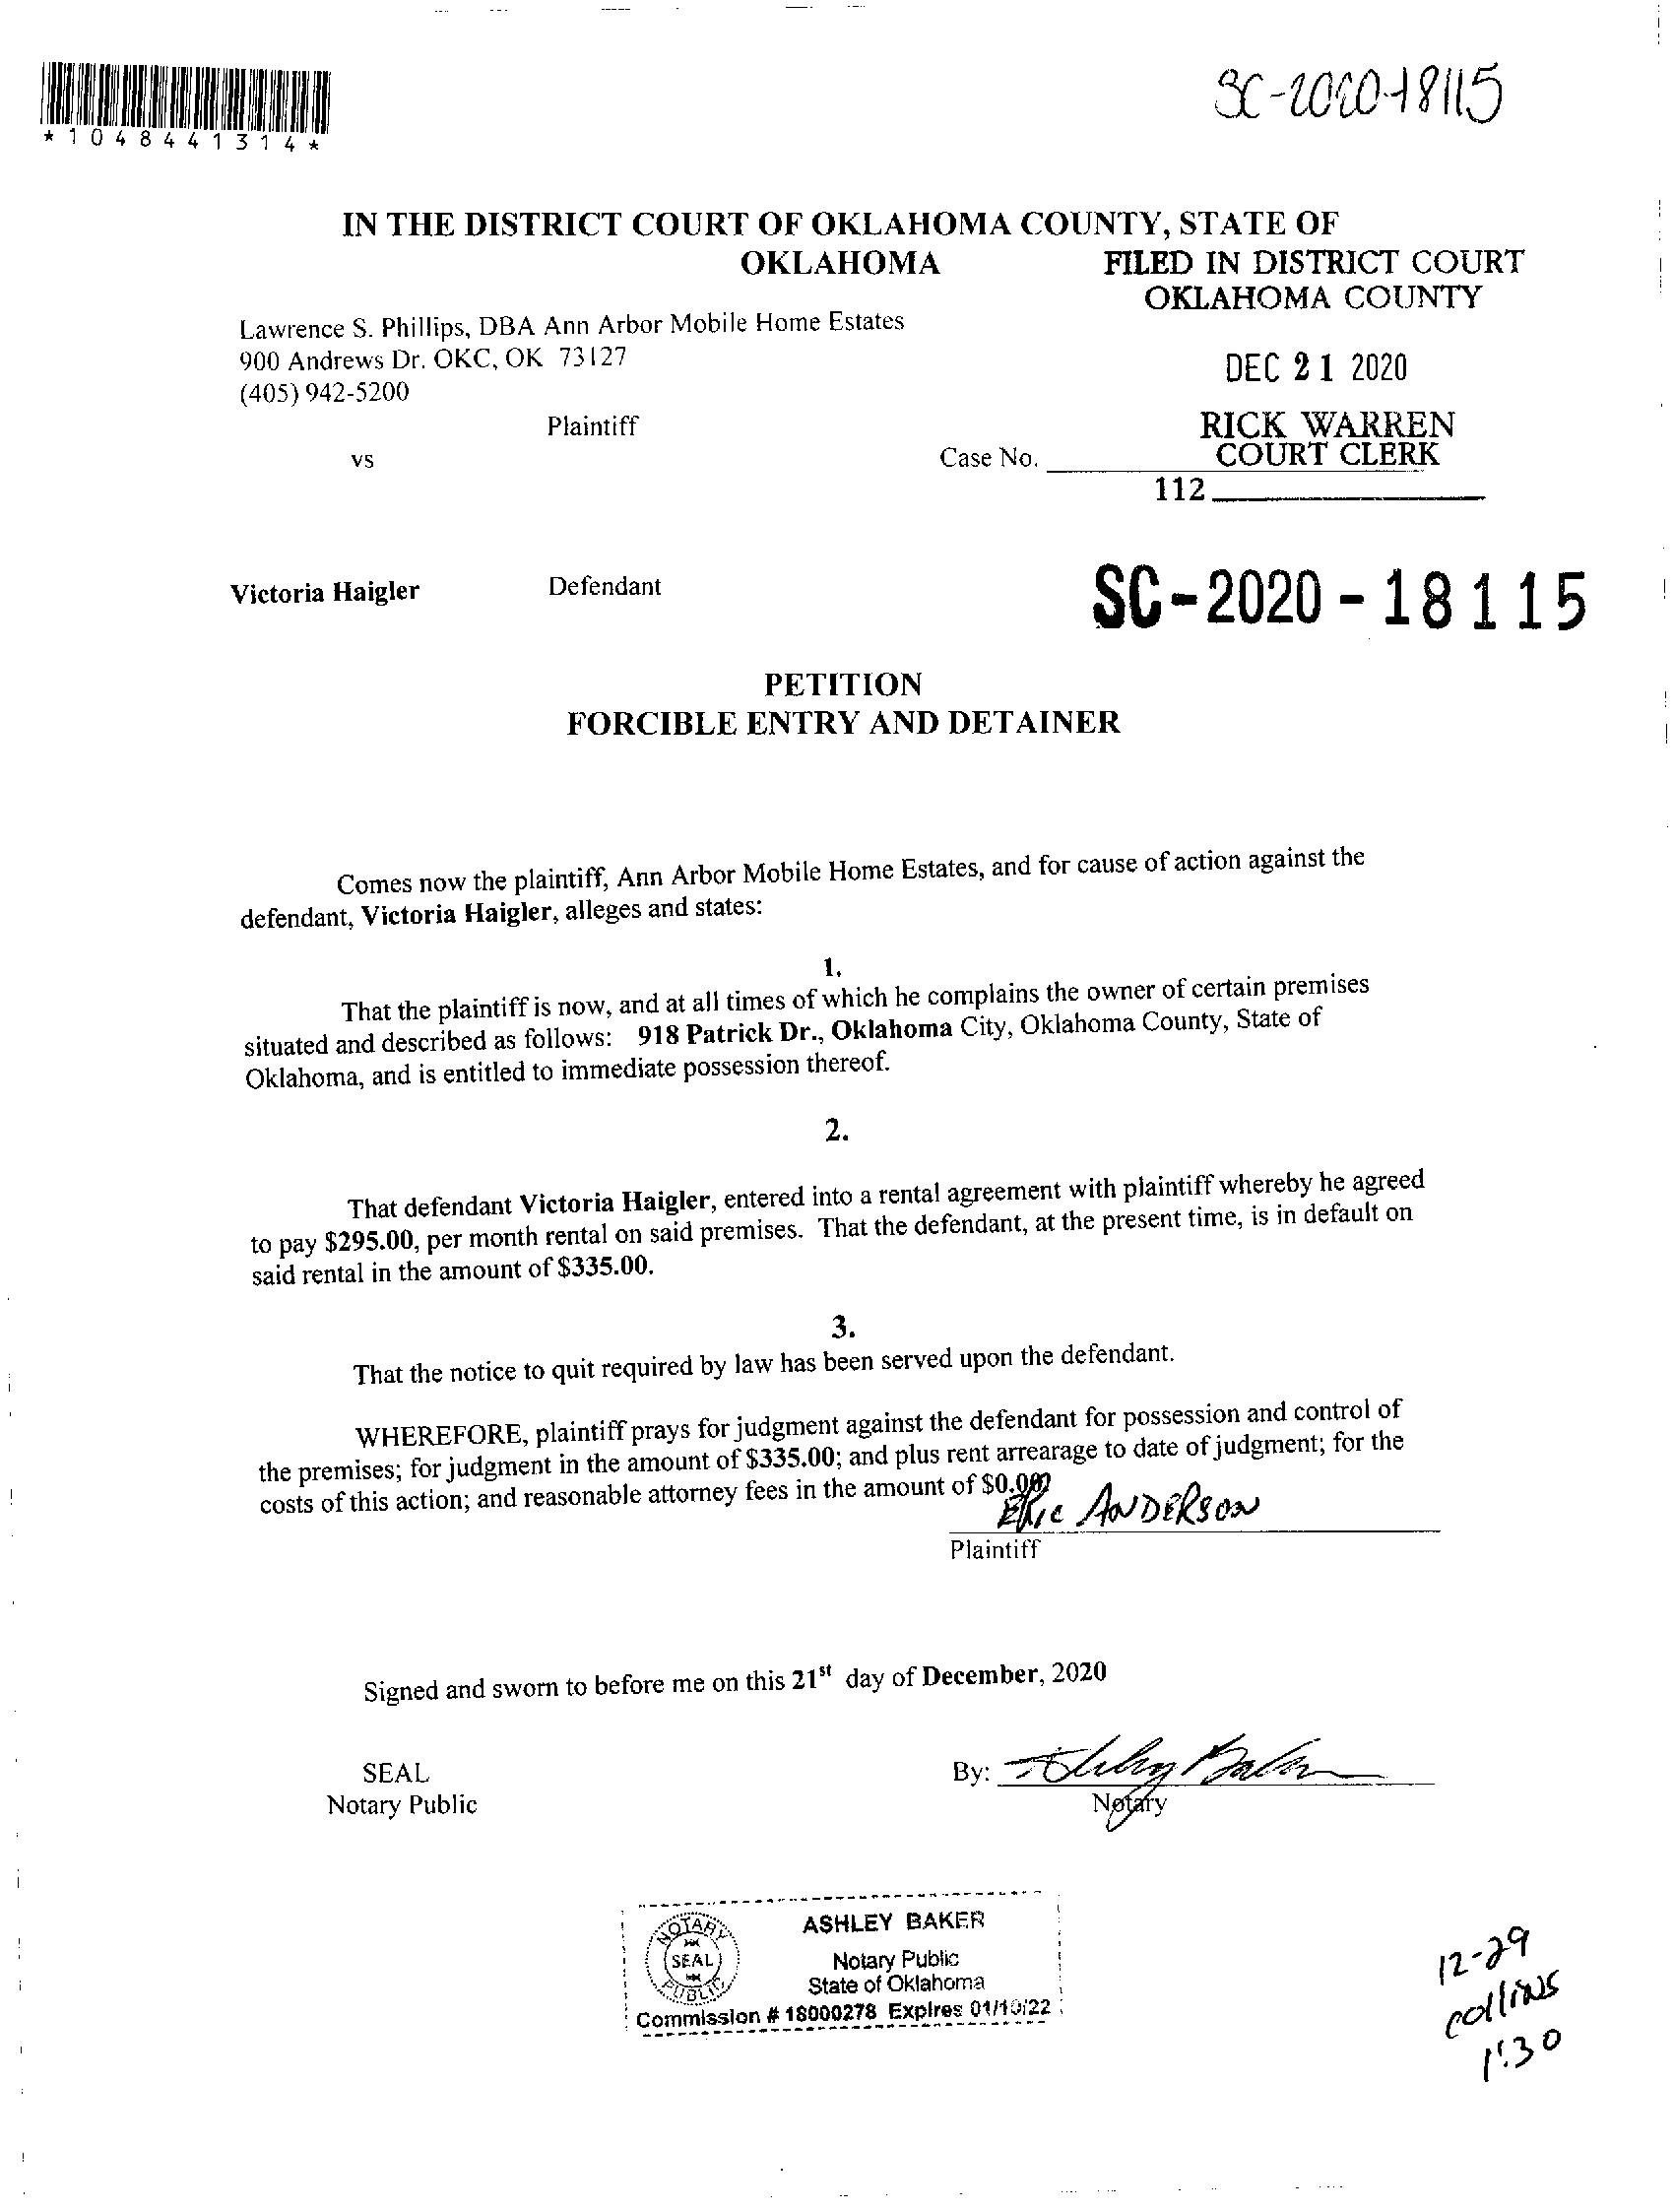 SC-2020-18115
*1048441314*
IN THE DISTRICT COURT OF OKLAHOMA COUNTY, STATE OF
OKLAHOMA
FILED IN DISTRICT COURT
OKLAHOMA COUNTY
Lawrence S. Phillips, DBA Ann Arbor Mobile Home Estates
900 Andrews Dr. OKC, OK 73127
(405) 942-5200
DEC 21 2020
Plaintiff
RICK WARREN
COURT CLERK
vs
Case No.
112
Victoria Haigler Defendant
SC-2020-18115
PETITION
FORCIBLE ENTRY AND DETAINER
Comes now the plaintiff, Ann Arbor Mobile Home Estates, and for cause of action against the
defendant, Victoria Haigler, alleges and states:
1.
That the plaintiff is now, and at all times of which he complains the owner of certain premises
situated and described as follows: 918 Patrick Dr., Oklahoma City, Oklahoma County, State of
Oklahoma, and is entitled to immediate possession thereof.
2.
That defendant Victoria Haigler, entered into a rental agreement with plaintiff whereby he agreed
to pay $295.00, per month rental on said premises. That the defendant, at the present time, is in default on
said rental in the amount of $335.00.
3.
That the notice to quit required by law has been served upon the defendant.
WHEREFORE, plaintiff prays for judgment against the defendant for possession and control of
the premises; for judgment in the amount of $335.00; and plus rent arrearage to date of judgment; for the
costs of this action; and reasonable attorney fees in the amount of $0.00
ERIC ANDERSON
Plaintiff
Signed and sworn to before me on this 21st day of December, 2020
SEAL
Notary Public
By: Ashley Baker
Notary
NOTARY
SEAL
PUBLIC
ASHLEY BAKER
Notary Public
State of Oklahoma
Commission # 18000278 Expires 01/10/22
12-29
collins
1:30